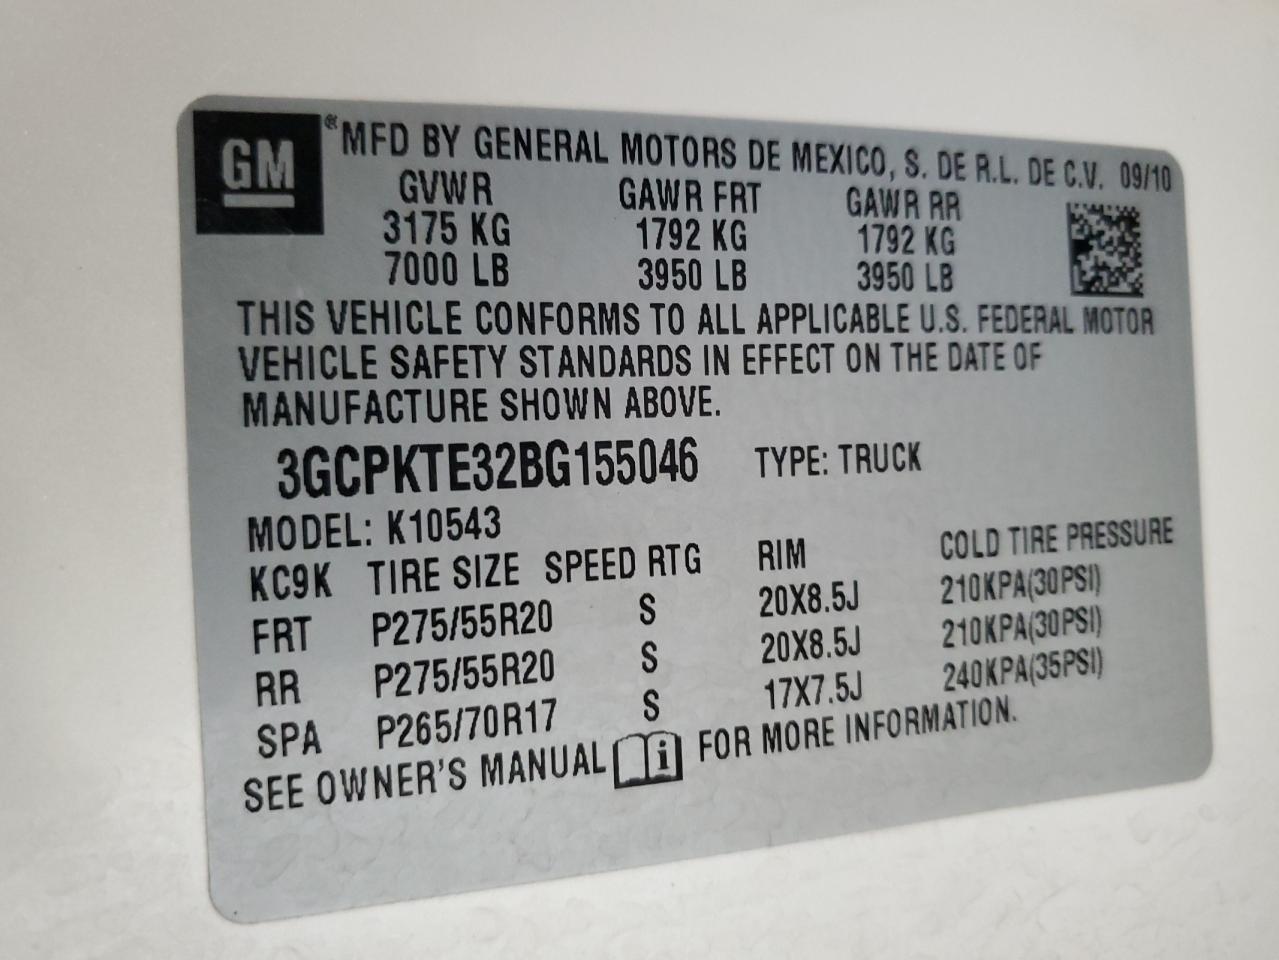 GM
® MFD BY GENERAL MOTORS DE MEXICO, S. DE R.L. DE C.V. 09/10
GVWR GAWR FRT GAWR RR
3175 KG 1792 KG 1792 KG
7000 LB 3950 LB 3950 LB
THIS VEHICLE CONFORMS TO ALL APPLICABLE U.S. FEDERAL MOTOR
VEHICLE SAFETY STANDARDS IN EFFECT ON THE DATE OF
MANUFACTURE SHOWN ABOVE.
3GCPKTE32BG155046 TYPE: TRUCK
MODEL: K10543
KC9K TIRE SIZE SPEED RTG RIM COLD TIRE PRESSURE
FRT P275/55R20 S 20X8.5J 210KPA(30PSI)
RR P275/55R20 S 20X8.5J 210KPA(30PSI)
SPA P265/70R17 S 17X7.5J 240KPA(35PSI)
SEE OWNER'S MANUAL i FOR MORE INFORMATION.